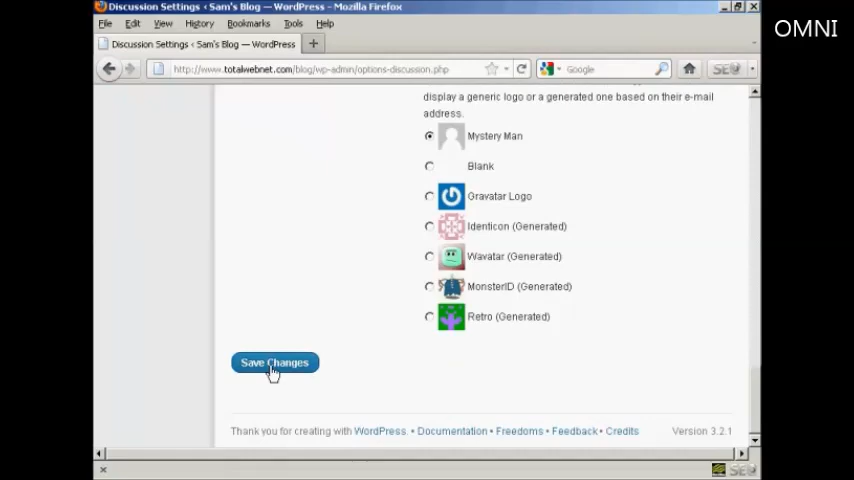 Discussion Settings ‹ Sam's Blog — WordPress - Mozilla Firefox
File Edit View History Bookmarks Tools Help
OMNI
Discussion Settings ‹ Sam's Blog — WordPress
http://www.totalwebnet.com/blog/wp-admin/options-discussion.php
Google
SE
display a generic logo or a generated one based on their e-mail
address.
Mystery Man
Blank
Gravatar Logo
Identicon (Generated)
Wavatar (Generated)
MonsterID (Generated)
Retro (Generated)
Save Changes
Thank you for creating with WordPress. • Documentation • Freedoms • Feedback • Credits Version 3.2.1
SE